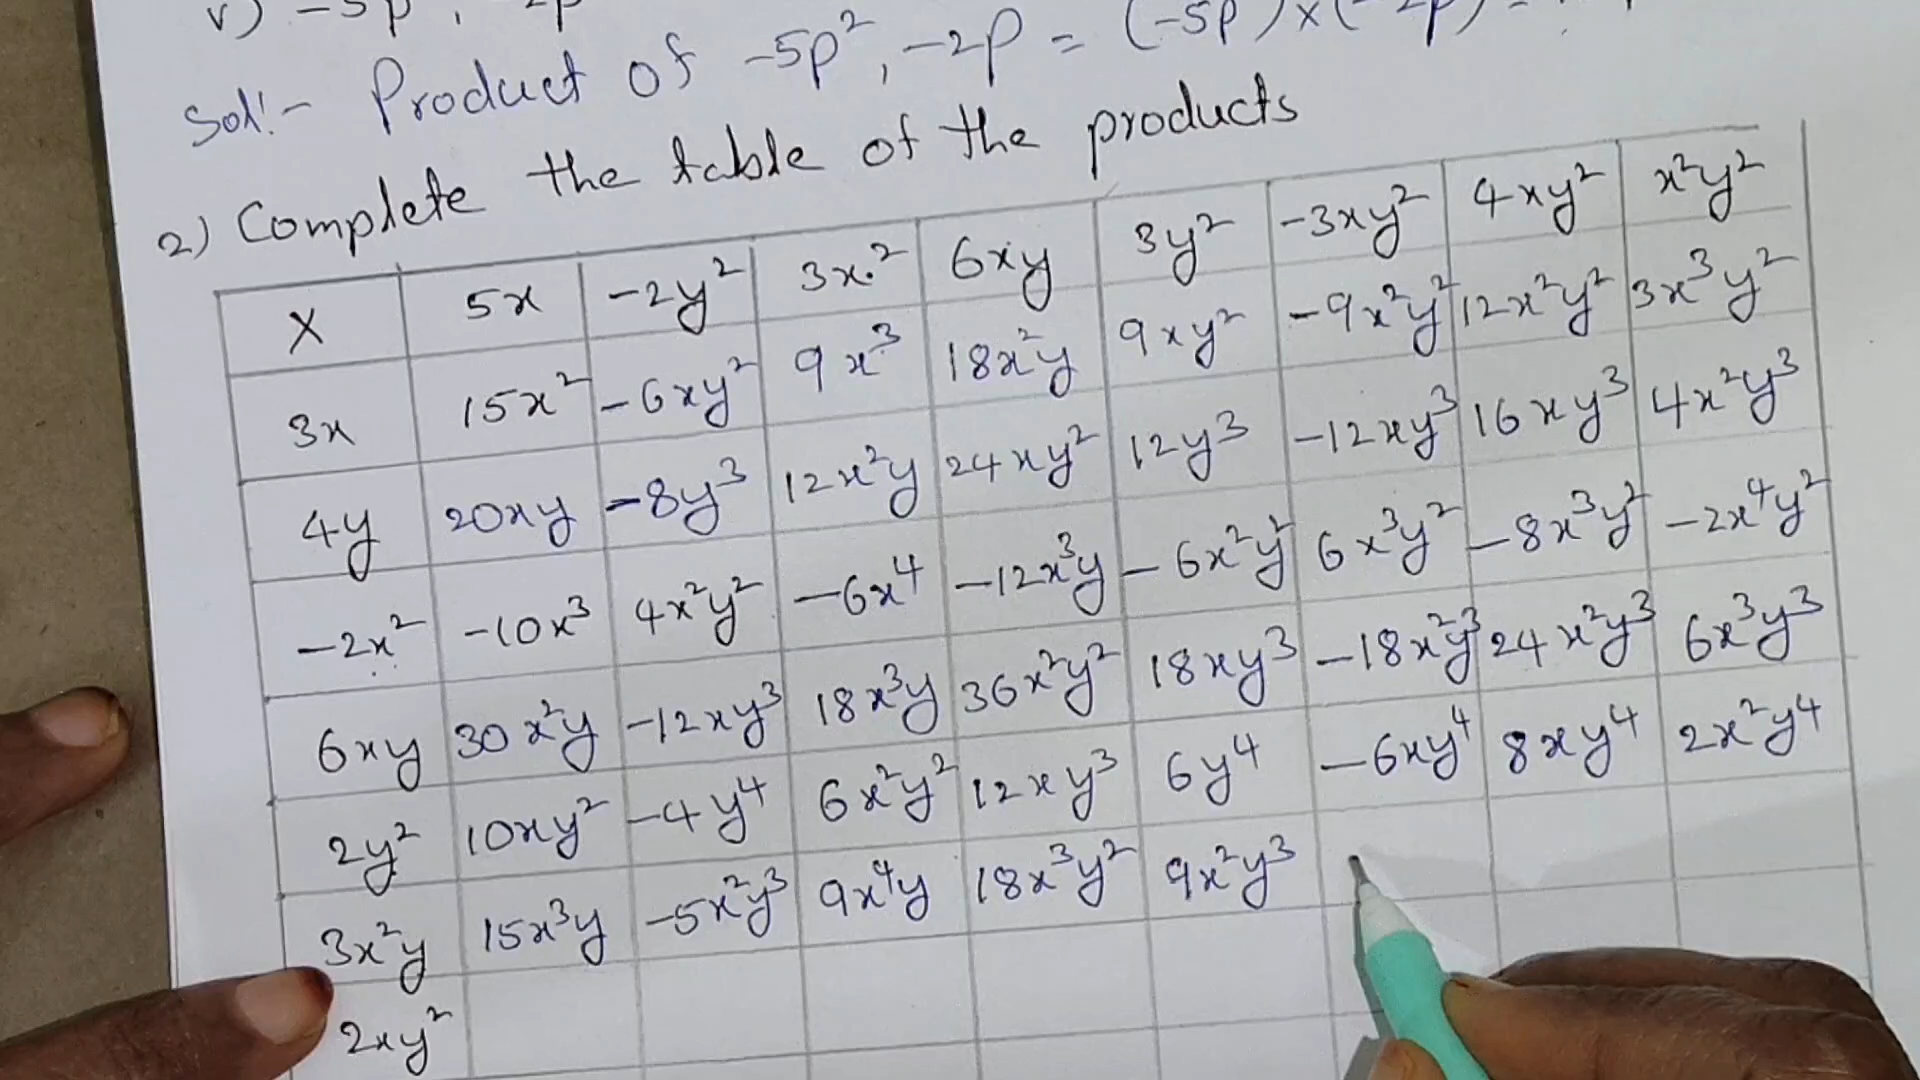 v) -5p , -2p
Sol:- Product of -5p², -2p = (-5p )×(-2p) =
2) Complete the table of the products
X 5x -2y² 3x² 6xy 3y² -3xy² 4xy² x²y²
3x 15x² -6xy² 9x³ 18x²y 9xy² -9x²y² 12x²y² 3x³y²
4y 20xy -8y³ 12x²y 24xy² 12y³ -12xy³ 16xy³ 4x²y³
-2x² -10x³ 4x²y² -6x⁴ -12x³y -6x²y² 6x³y² -8x³y² -2x⁴y²
6xy 30x²y -12xy³ 18x³y 36x²y² 18xy³ -18x²y³ 24x²y³ 6x³y³
2y² 10xy² -4y⁴ 6x²y² 12xy³ 6y⁴ -6xy⁴ 8xy⁴ 2x²y⁴
3x²y 15x³y -5x²y³ 9x⁴y 18x³y² 9x²y³
2xy²